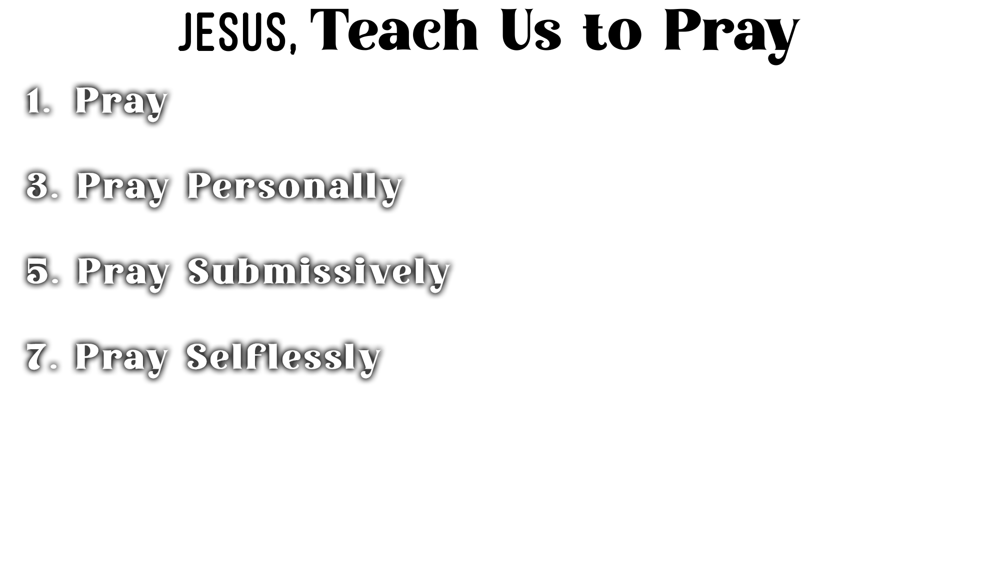 JESUS, Teach Us to Pray
1. Pray
3. Pray Personally
5. Pray Submissively
7. Pray Selflessly